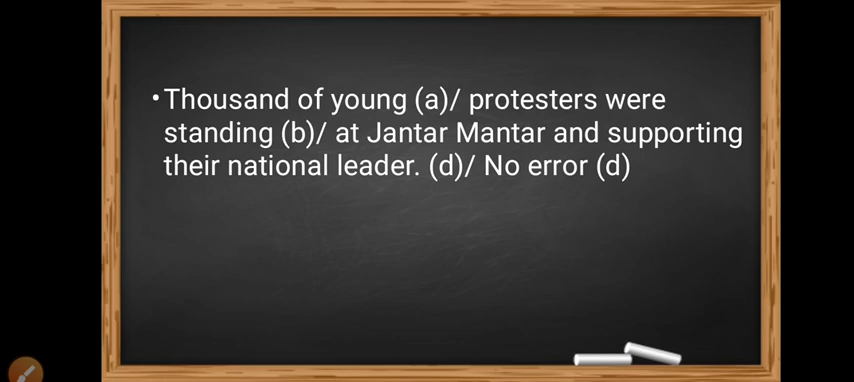 •Thousand of young (a)/ protesters were
standing (b)/ at Jantar Mantar and supporting
their national leader. (d)/ No error (d)